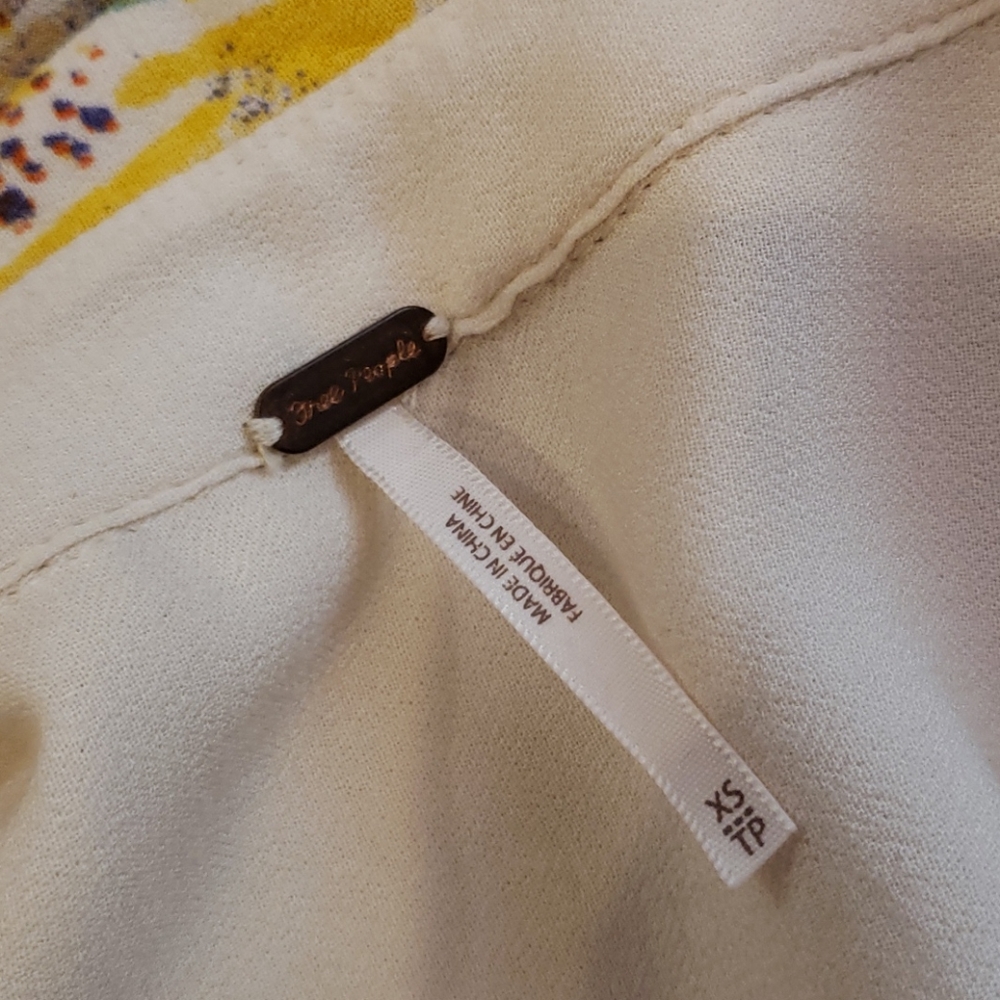 Free People
MADE IN CHINA
FABRIQUÉ EN CHINE
XS
TP